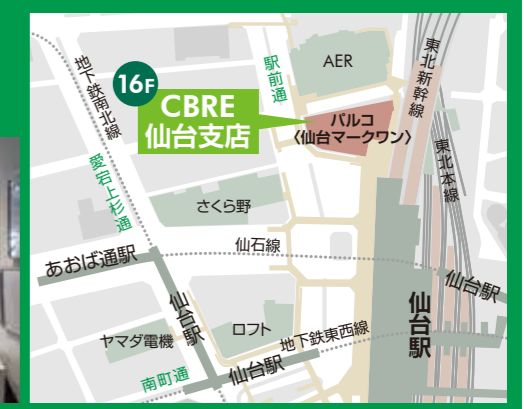 地下鉄南北線
16F
CBRE
仙台支店
駅前通
AER
東北新幹線
パルコ
〈仙台マークワン〉
東北本線
愛宕上杉通
さくら野
仙石線
あおば通駅
仙台駅
仙台駅
仙台駅
ロフト
地下鉄東西線
ヤマダ電機
仙台駅
南町通